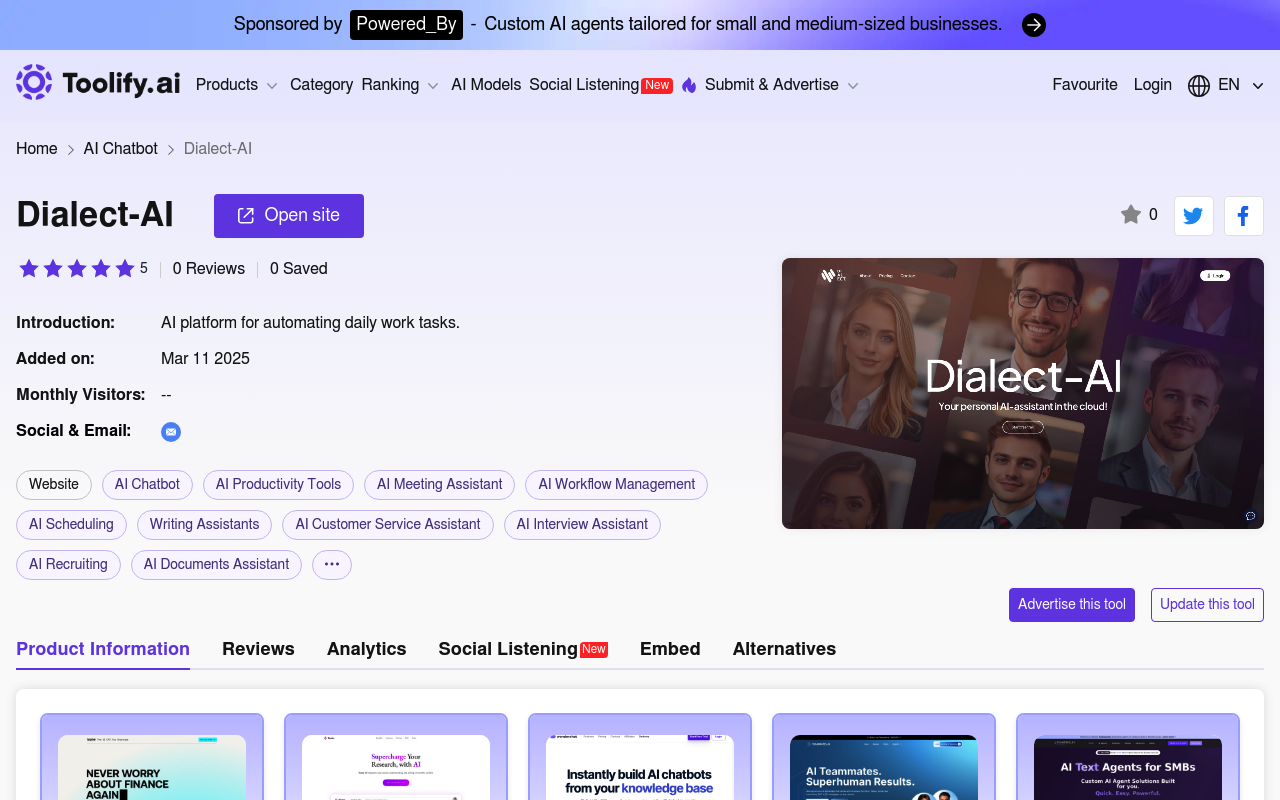 Sponsored by Powered_By - Custom AI agents tailored for small and medium-sized businesses.
Toolify.ai Products Category Ranking AI Models Social Listening New Submit & Advertise Favourite Login EN
Home > AI Chatbot > Dialect-AI
Dialect-AI Open site 0
5 0 Reviews 0 Saved
Introduction: AI platform for automating daily work tasks.
Added on: Mar 11 2025
Monthly Visitors: --
Social & Email:
Website AI Chatbot AI Productivity Tools AI Meeting Assistant AI Workflow Management
AI Scheduling Writing Assistants AI Customer Service Assistant AI Interview Assistant
AI Recruiting AI Documents Assistant •••
About Pricing Contact Login
Dialect-AI
Your personal AI-assistant in the cloud!
Advertise this tool Update this tool
Product Information Reviews Analytics Social Listening New Embed Alternatives
NEVER WORRY
ABOUT FINANCE
AGAIN
Supercharge Your
Research, with AI
Instantly build AI chatbots
from your knowledge base
AI Teammates.
Superhuman Results.
AI Text Agents for SMBs
Custom AI Agent Solutions Built
for you.
Quick. Easy. Powerful.